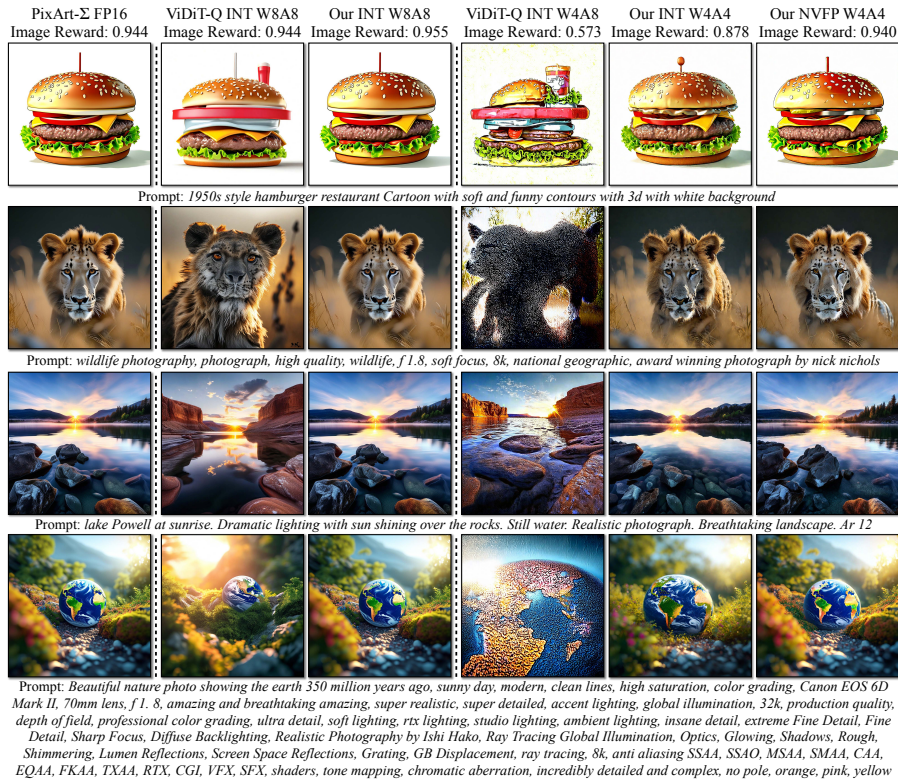 PixArt-Σ FP16 ViDiT-Q INT W8A8 Our INT W8A8 ViDiT-Q INT W4A8 Our INT W4A4 Our NVFP W4A4
Image Reward: 0.944 Image Reward: 0.944 Image Reward: 0.955 Image Reward: 0.573 Image Reward: 0.878 Image Reward: 0.940
Prompt: 1950s style hamburger restaurant Cartoon with soft and funny contours with 3d with white background
Prompt: wildlife photography, photograph, high quality, wildlife, f 1.8, soft focus, 8k, national geographic, award winning photograph by nick nichols
Prompt: lake Powell at sunrise. Dramatic lighting with sun shining over the rocks. Still water. Realistic photograph. Breathtaking landscape. Ar 12
Prompt: Beautiful nature photo showing the earth 350 million years ago, sunny day, modern, clean lines, high saturation, color grading, Canon EOS 6D
Mark II, 70mm lens, f 1. 8, amazing and breathtaking amazing, super realistic, super detailed, accent lighting, global illumination, 32k, production quality,
depth of field, professional color grading, ultra detail, soft lighting, rtx lighting, studio lighting, ambient lighting, insane detail, extreme Fine Detail, Fine
Detail, Sharp Focus, Diffuse Backlighting, Realistic Photography by Ishi Hako, Ray Tracing Global Illumination, Optics, Glowing, Shadows, Rough,
Shimmering, Lumen Reflections, Screen Space Reflections, Grating, GB Displacement, ray tracing, 8k, anti aliasing SSAA, SSAO, MSAA, SMAA, CAA,
EQAA, FKAA, TXAA, RTX, CGI, VFX, SFX, shaders, tone mapping, chromatic aberration, incredibly detailed and complex, no pole, orange, pink, yellow